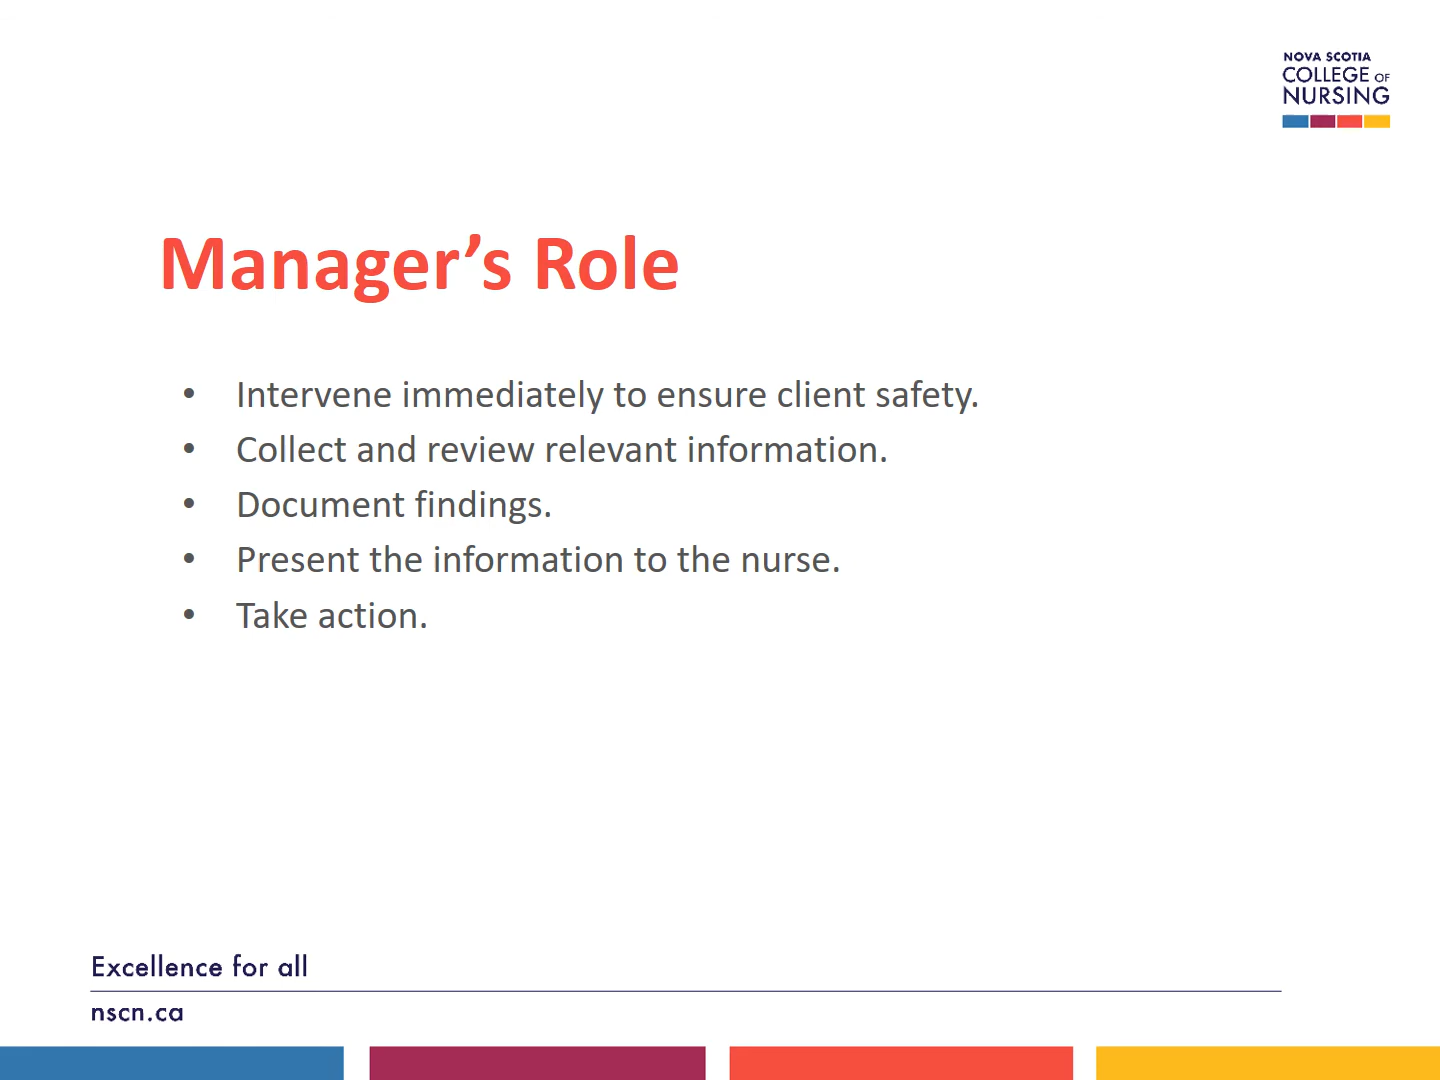 NOVA SCOTIA
COLLEGE OF
NURSING
Manager’s Role
• Intervene immediately to ensure client safety.
• Collect and review relevant information.
• Document findings.
• Present the information to the nurse.
• Take action.
Excellence for all
nscn.ca